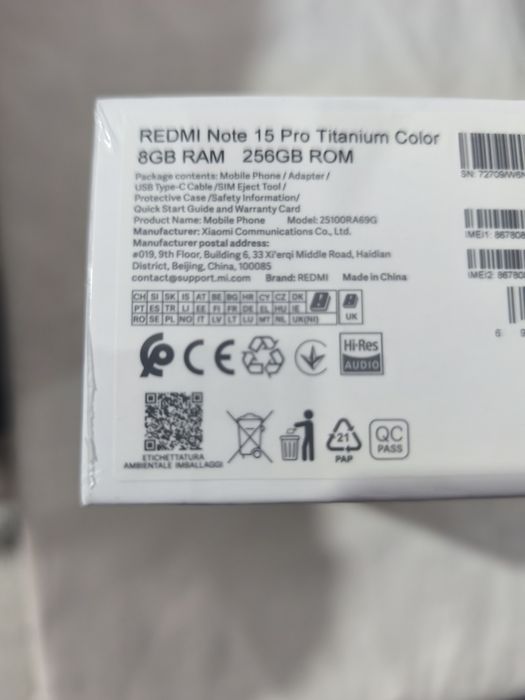 REDMI Note 15 Pro Titanium Color
8GB RAM 256GB ROM
Package contents: Mobile Phone / Adapter /
USB Type-C Cable /SIM Eject Tool /
Protective Case /Safety Information/
Quick Start Guide and Warranty Card
Product Name: Mobile Phone Model: 25100RA69G
Manufacturer: Xiaomi Communications Co., Ltd.
Manufacturer postal address:
#019, 9th Floor, Building 6, 33 Xi'erqi Middle Road, Haidian
District, Beijing, China, 100085
contact@support.mi.com Brand: REDMI Made in China
CH SI SK IS AT BE BG HR CY CZ DK
PT ES TR LI EE FI FR DE EL HU IE
RO SE PL NO IT LV LT LU MT NL UK(NI)
UK
SN: 72709/
IMEI1: 867808
IMEI2: 86780
6 9
CE
Hi-Res
AUDIO
ETICHETTATURA
AMBIENTALE IMBALLAGGI
21
PAP
QC
PASS